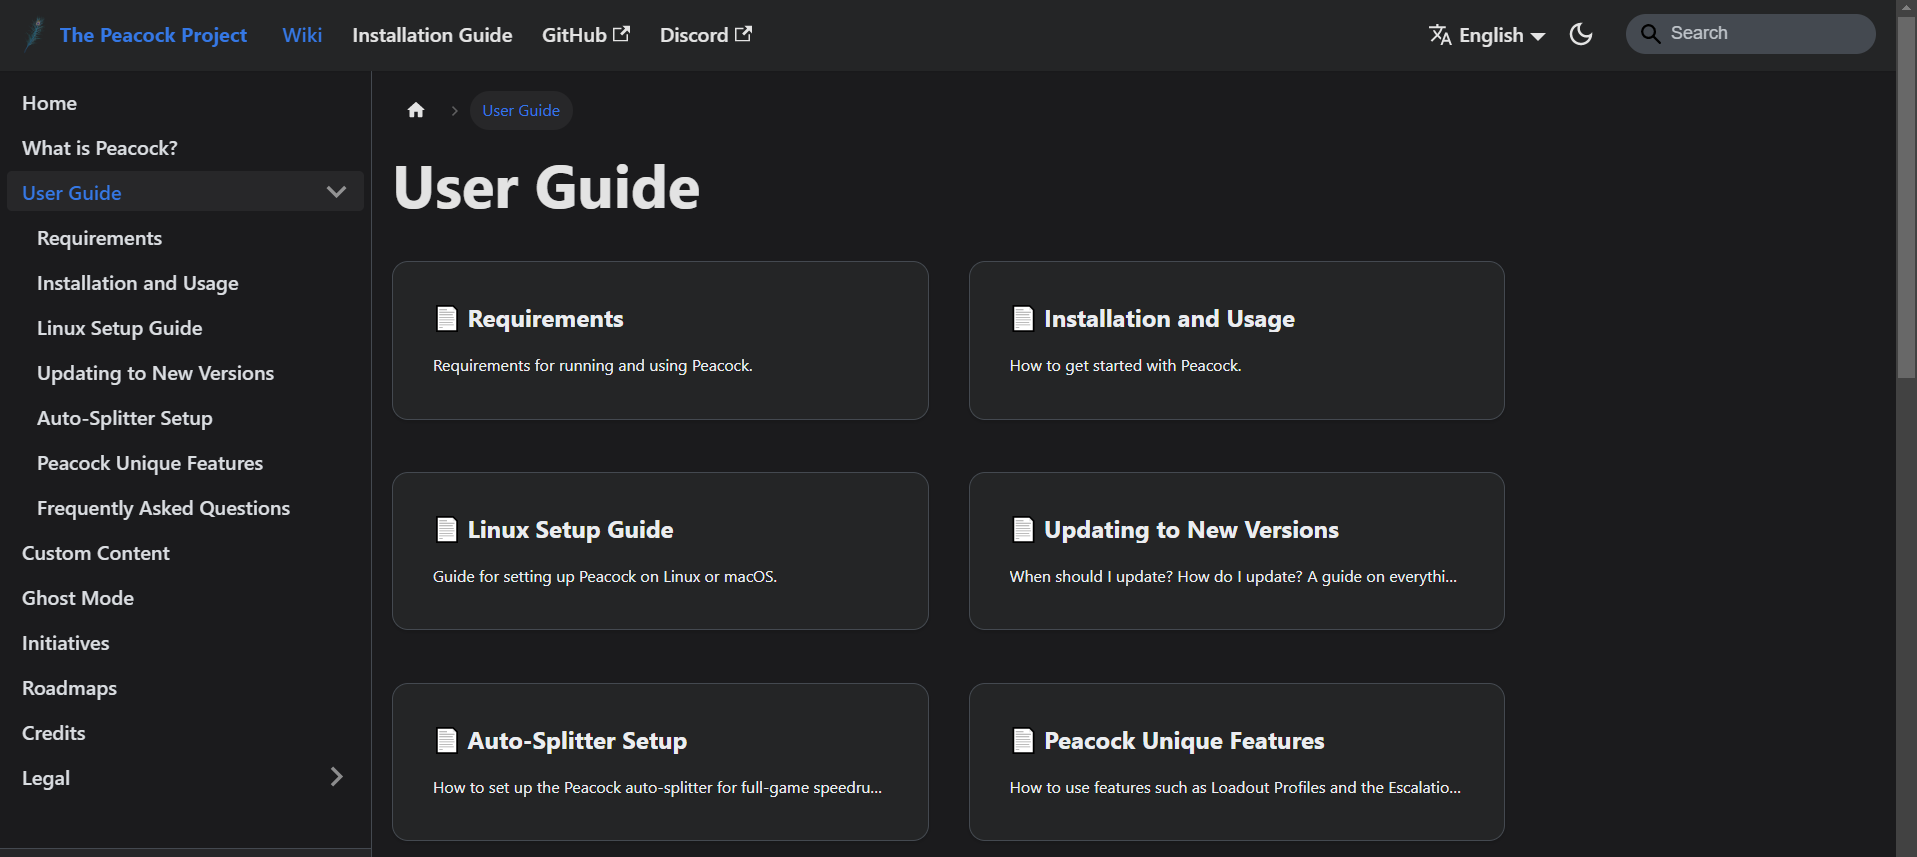 The Peacock Project
Wiki
Installation Guide
GitHub
Discord
English
Search
Home
What is Peacock?
User Guide
Requirements
Installation and Usage
Linux Setup Guide
Updating to New Versions
Auto-Splitter Setup
Peacock Unique Features
Frequently Asked Questions
Custom Content
Ghost Mode
Initiatives
Roadmaps
Credits
Legal
User Guide
User Guide
Requirements
Requirements for running and using Peacock.
Installation and Usage
How to get started with Peacock.
Linux Setup Guide
Guide for setting up Peacock on Linux or macOS.
Updating to New Versions
When should I update? How do I update? A guide on everythi...
Auto-Splitter Setup
How to set up the Peacock auto-splitter for full-game speedru...
Peacock Unique Features
How to use features such as Loadout Profiles and the Escalatio...